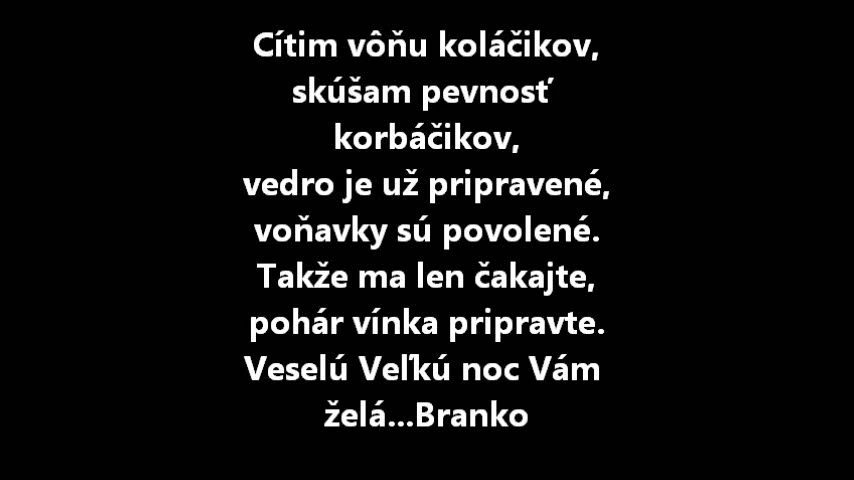 Cítim vôňu koláčikov,
skúšam pevnosť
korbáčikov,
vedro je už pripravené,
voňavky sú povolené.
Takže ma len čakajte,
pohár vínka pripravte.
Veselú Veľkú noc Vám
želá...Branko